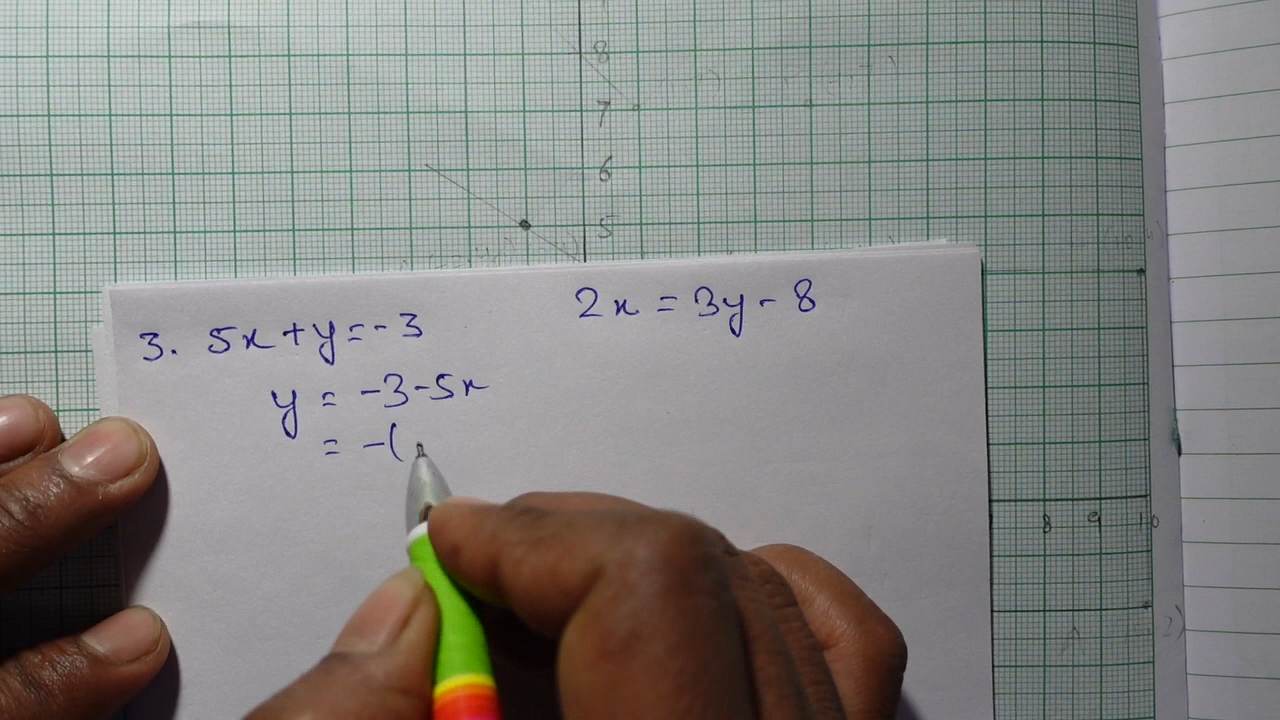 8
7
6
5
3. 5x + y = -3
2x = 3y - 8
y = -3 - 5x
= -(
8 9 10